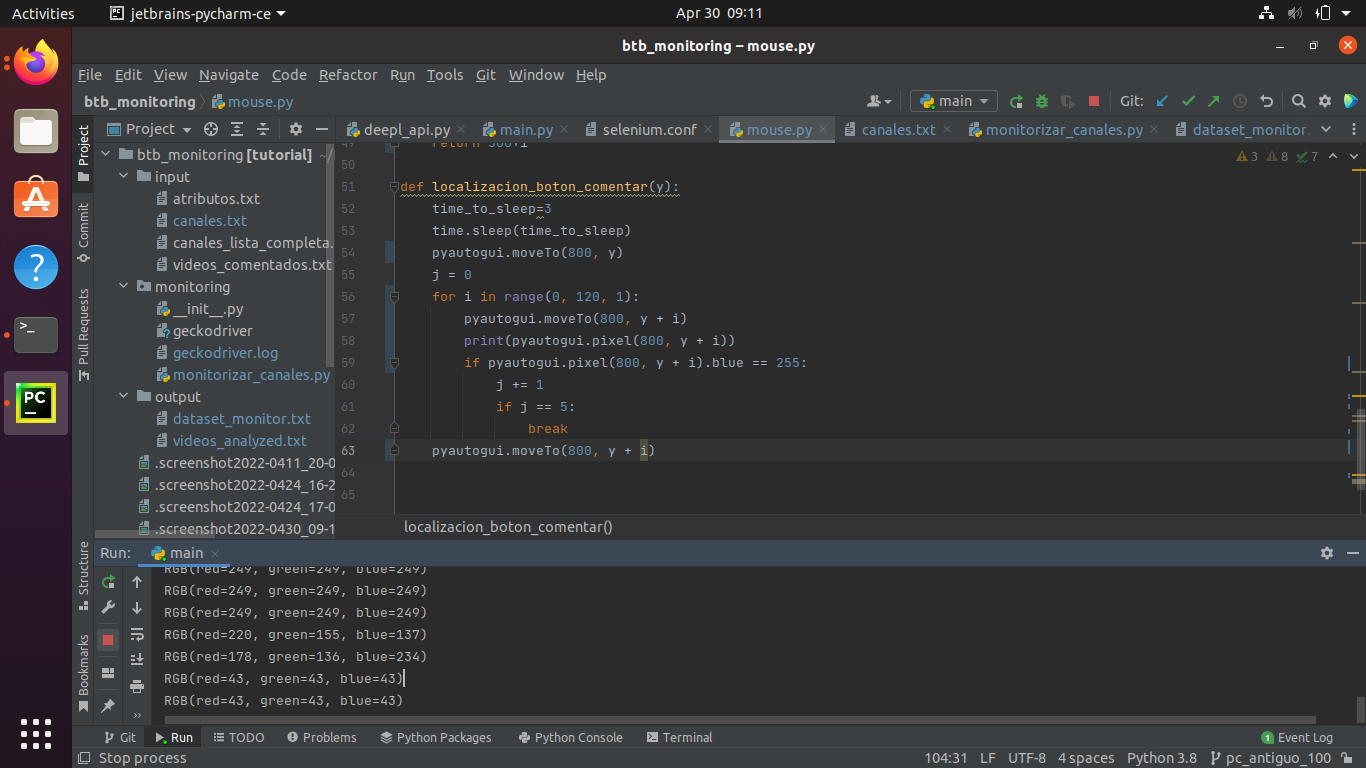 Activities
jetbrains-pycharm-ce
Apr 30 09:11
btb_monitoring – mouse.py
File Edit View Navigate Code Refactor Run Tools Git Window Help
btb_monitoring mouse.py
main
Git:
Project
deepl_api.py main.py selenium.conf mouse.py canales.txt monitorizar_canales.py dataset_monitor.
btb_monitoring [tutorial] ~/
input
atributos.txt
canales.txt
canales_lista_completa.
videos_comentados.txt
monitoring
__init__.py
geckodriver
geckodriver.log
monitorizar_canales.py
output
dataset_monitor.txt
videos_analyzed.txt
.screenshot2022-0411_20-0
.screenshot2022-0424_16-2
.screenshot2022-0424_17-0
.screenshot2022-0430_09-1
Project
Commit
Pull Requests
Structure
Bookmarks
3 8 7
49 return 300+i
50
51 def localizacion_boton_comentar(y):
52 time_to_sleep=3
53 time.sleep(time_to_sleep)
54 pyautogui.moveTo(800, y)
55 j = 0
56 for i in range(0, 120, 1):
57 pyautogui.moveTo(800, y + i)
58 print(pyautogui.pixel(800, y + i))
59 if pyautogui.pixel(800, y + i).blue == 255:
60 j += 1
61 if j == 5:
62 break
63 pyautogui.moveTo(800, y + i)
64
65
localizacion_boton_comentar()
Run: main
RGB(red=249, green=249, blue=249)
RGB(red=249, green=249, blue=249)
RGB(red=249, green=249, blue=249)
RGB(red=220, green=155, blue=137)
RGB(red=178, green=136, blue=234)
RGB(red=43, green=43, blue=43)
RGB(red=43, green=43, blue=43)
Git Run TODO Problems Python Packages Python Console Terminal
1 Event Log
Stop process
104:31 LF UTF-8 4 spaces Python 3.8 pc_antiguo_100